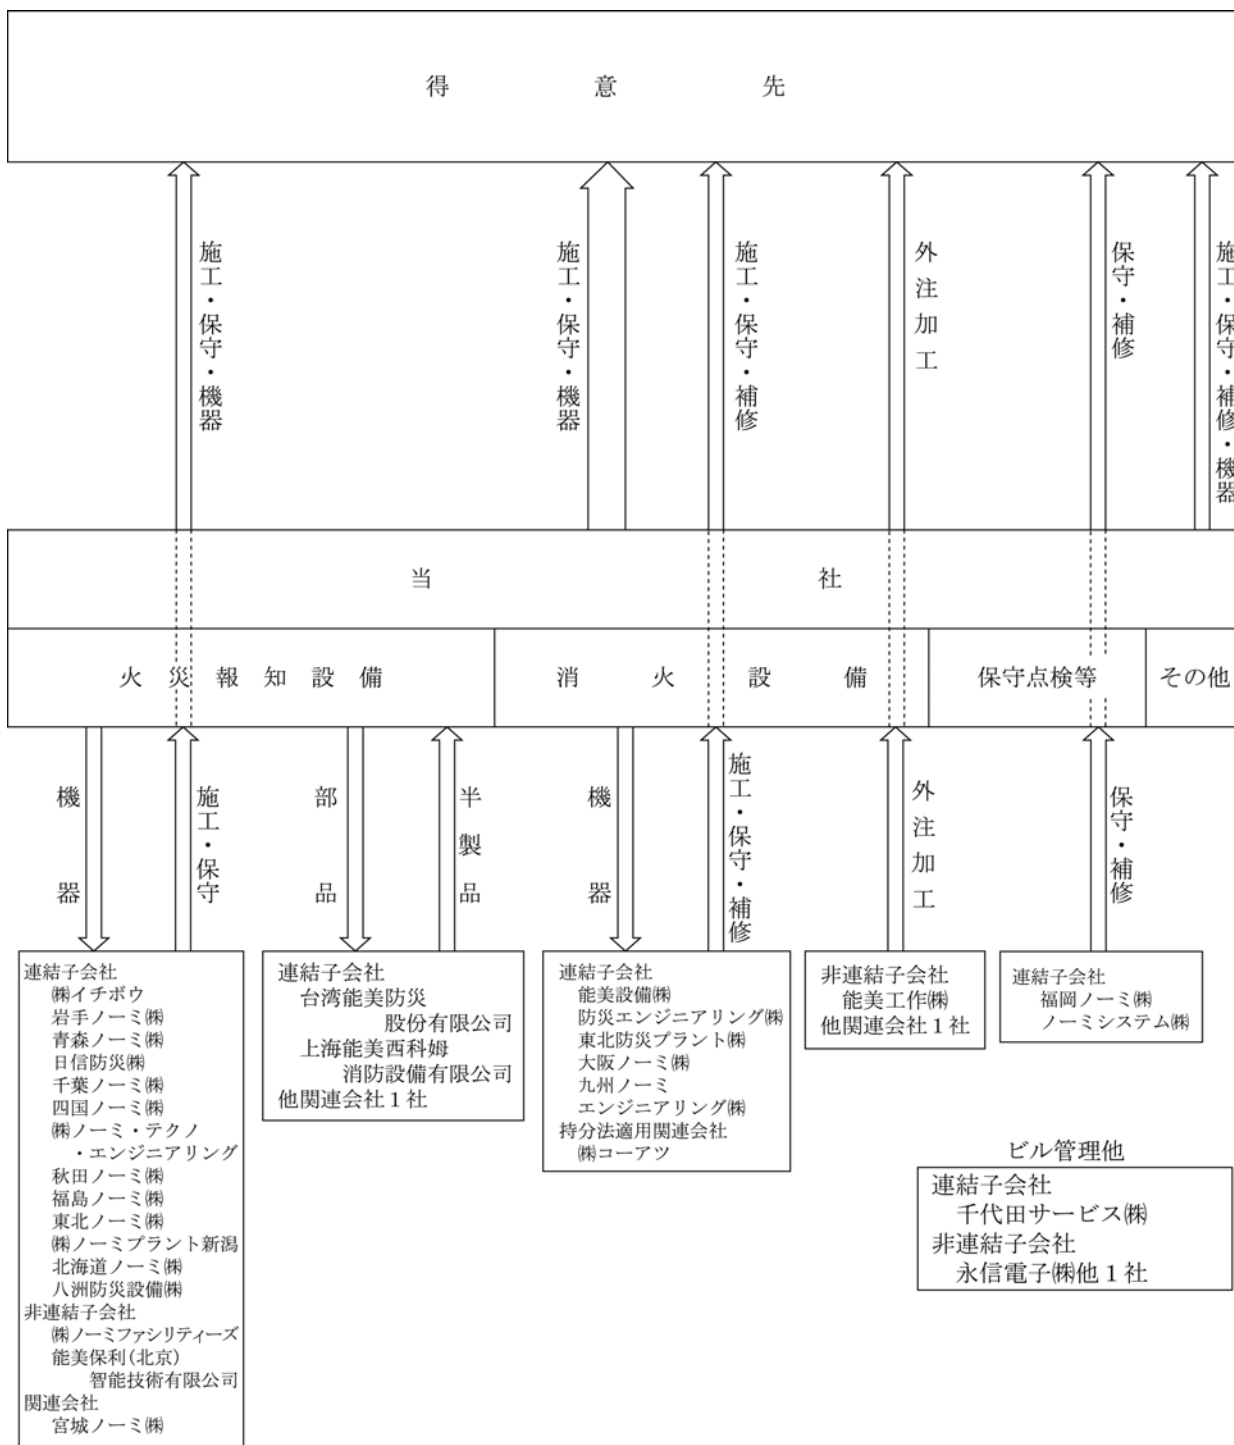 得意先
施工・保守・機器
施工・保守・機器
施工・保守・補修
外注加工
保守・補修
施工・保守・補修・機器
当社
火災報知設備
消火設備
保守点検等
その他
機器
施工・保守
部品
半製品
機器
施工・保守・補修
外注加工
保守・補修
連結子会社
㈱イチボウ
岩手ノーミ㈱
青森ノーミ㈱
日信防災㈱
千葉ノーミ㈱
四国ノーミ㈱
㈱ノーミ・テクノ
・エンジニアリング
秋田ノーミ㈱
福島ノーミ㈱
東北ノーミ㈱
㈱ノーミプラント新潟
北海道ノーミ㈱
八洲防災設備㈱
非連結子会社
㈱ノーミファシリティーズ
能美保利(北京)
智能技術有限公司
関連会社
宮城ノーミ㈱
連結子会社
台湾能美防災
股份有限公司
上海能美西科姆
消防設備有限公司
他関連会社1社
連結子会社
能美設備㈱
防災エンジニアリング㈱
東北防災プラント㈱
大阪ノーミ㈱
九州ノーミ
エンジニアリング㈱
持分法適用関連会社
㈱コーアツ
非連結子会社
能美工作㈱
他関連会社1社
連結子会社
福岡ノーミ㈱
ノーミシステム㈱
ビル管理他
連結子会社
千代田サービス㈱
非連結子会社
永信電子㈱他1社